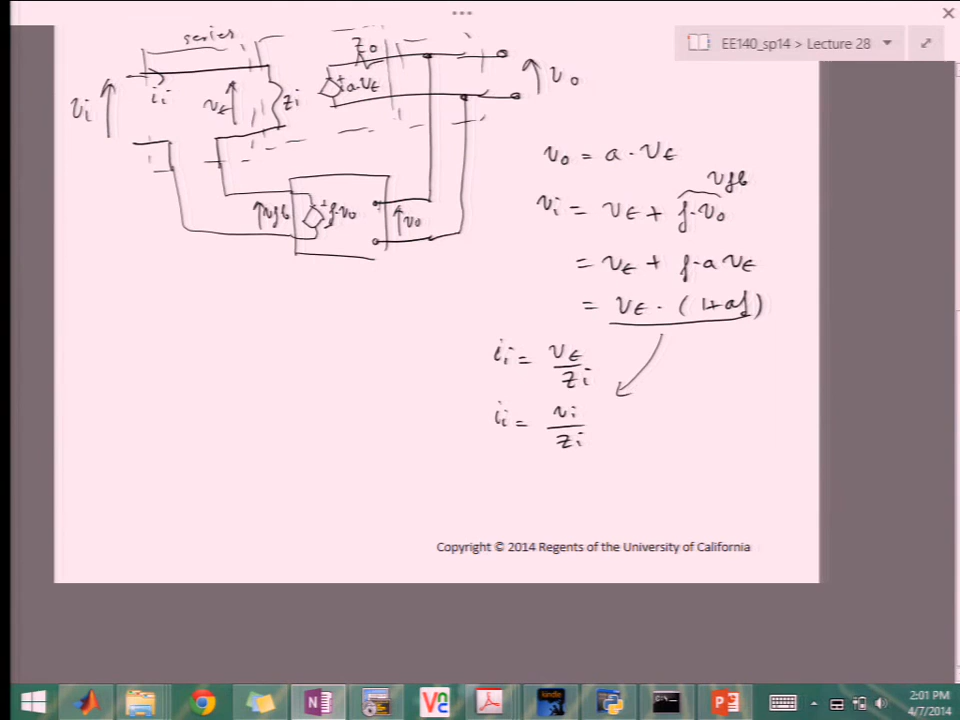 EE140_sp14 > Lecture 28
series
vi
ii
vϵ
zi
zo
+
a·vϵ
vo
vfb
+
f·vo
vo
vo = a · vϵ
vfb
vi = vϵ + f·vo
= vϵ + f·a vϵ
= vϵ · (1+af)
ii = vϵ / zi
ii = vi / zi
Copyright © 2014 Regents of the University of California
2:01 PM
4/7/2014